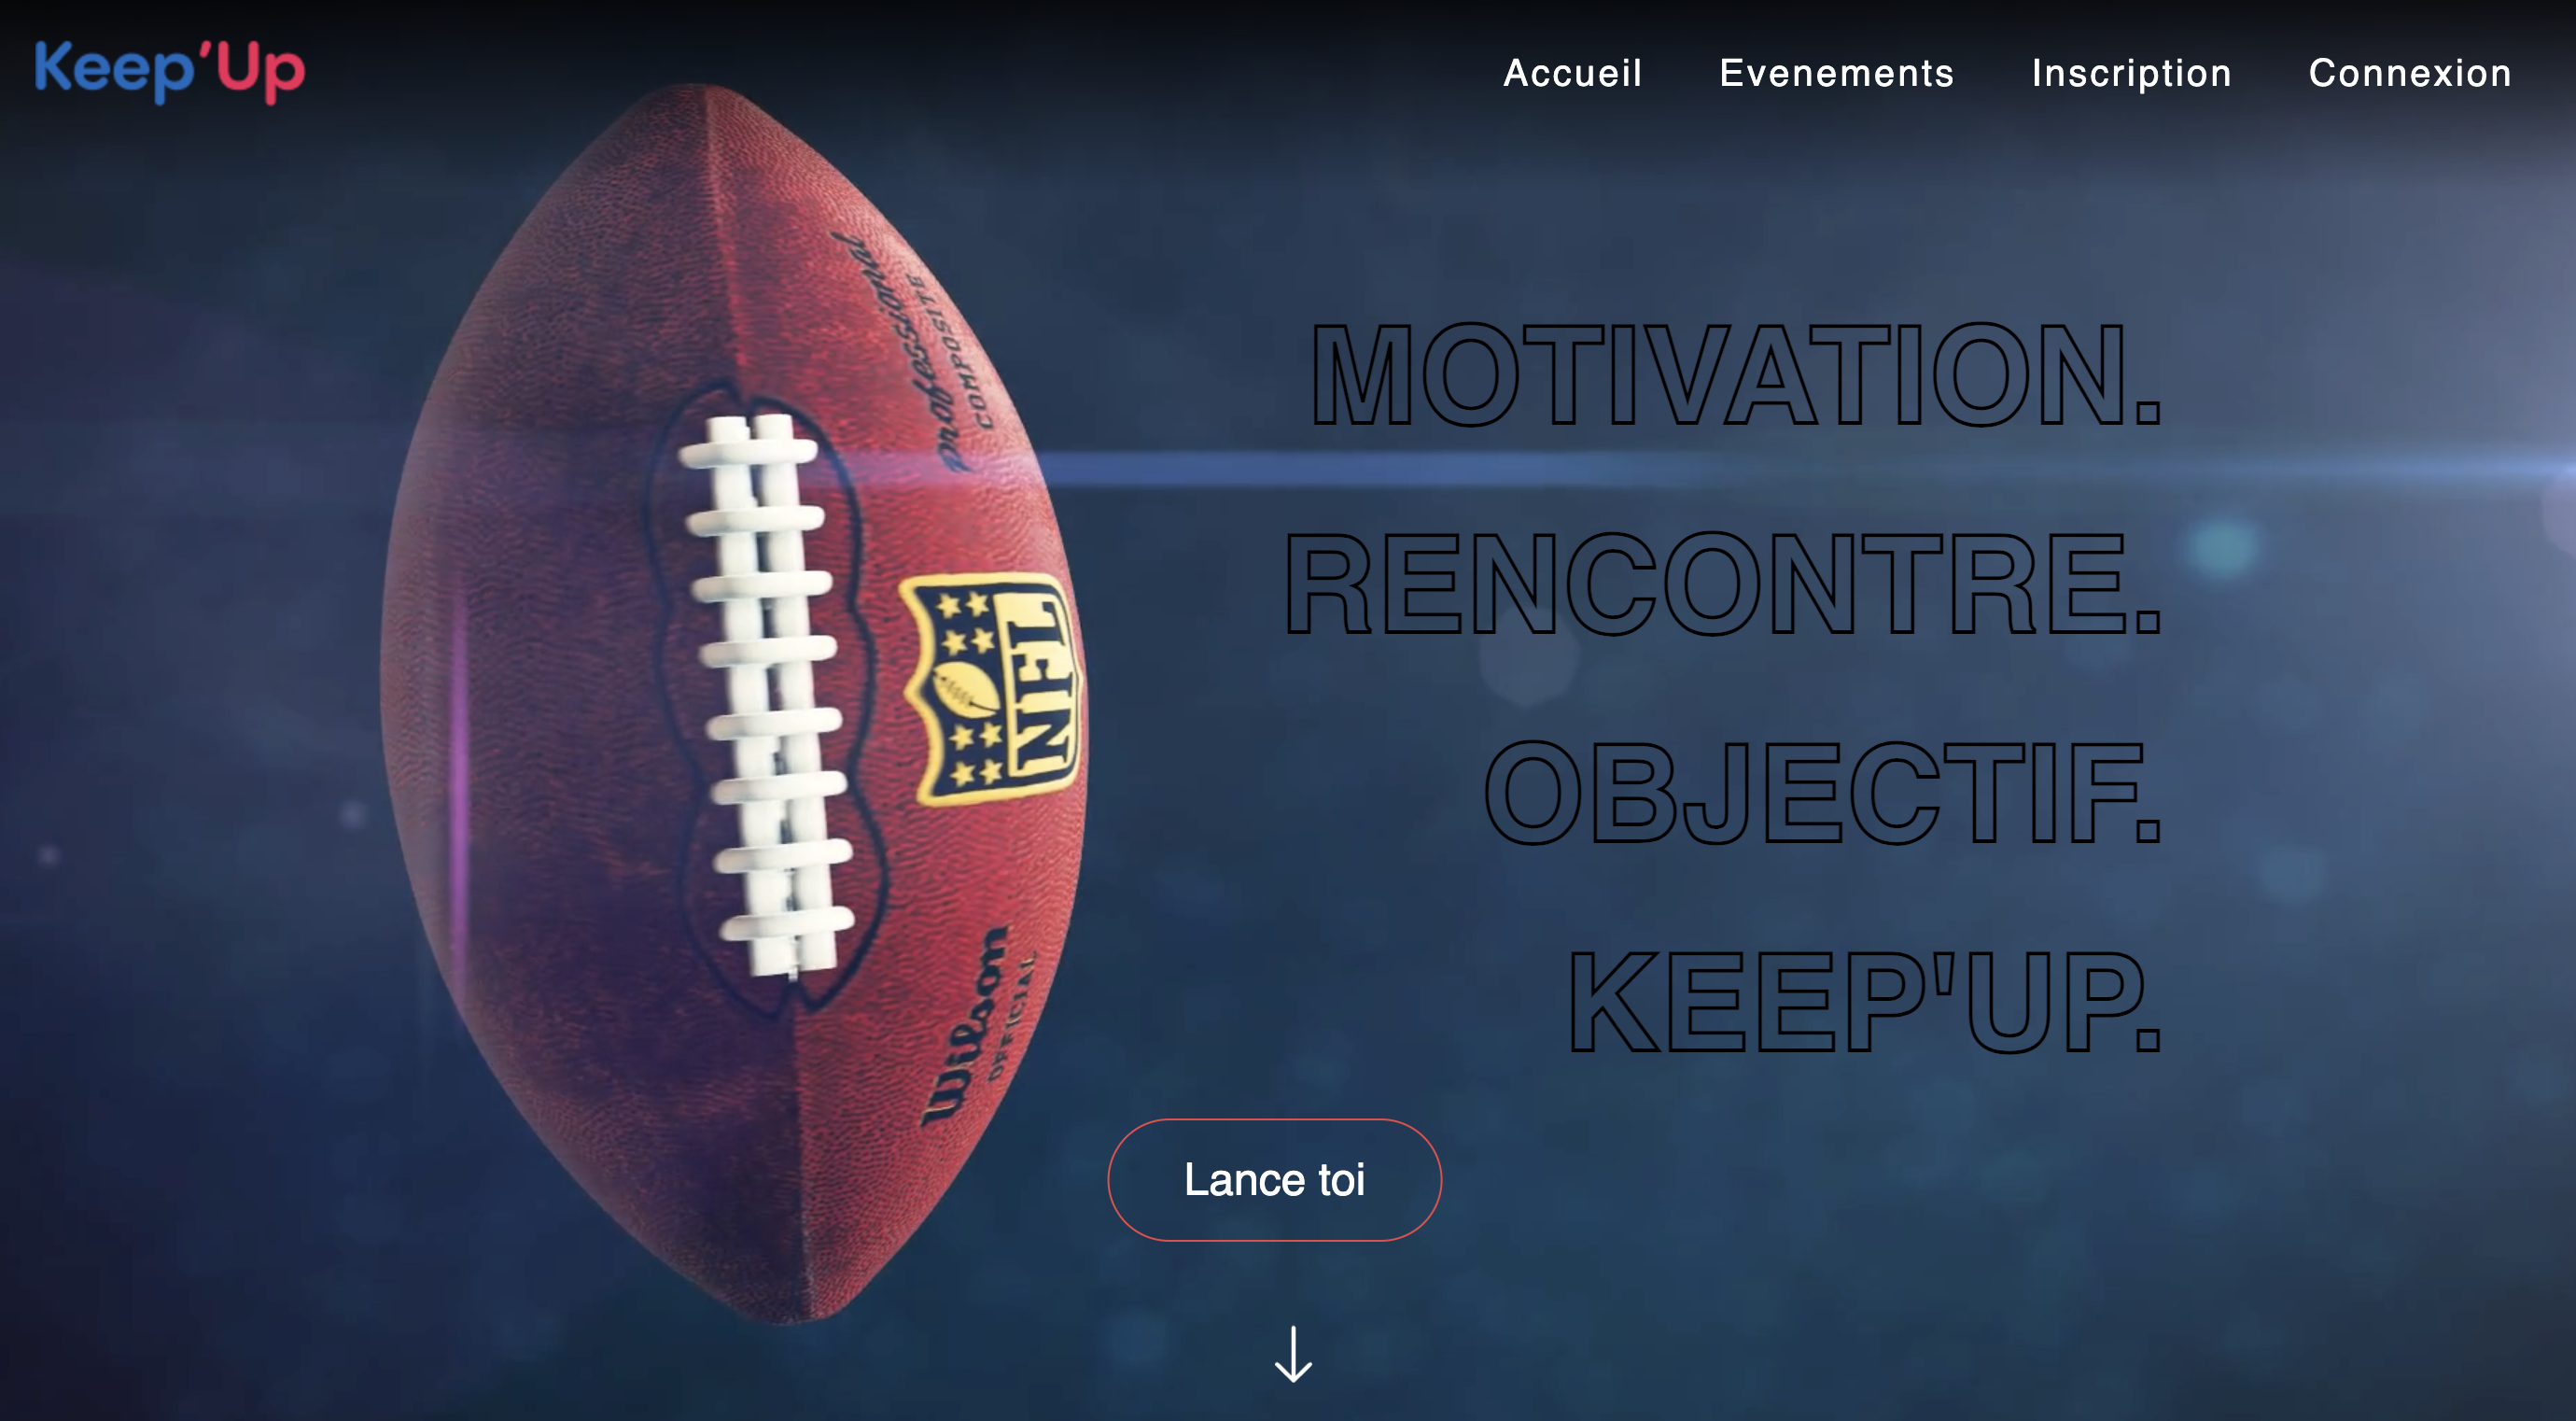 Keep'Up
Accueil Evenements Inscription Connexion
professional
COMPOSITE
MOTIVATION.
RENCONTRE.
NFL
OBJECTIF.
Wilson
OFFICIAL
KEEP'UP.
Lance toi